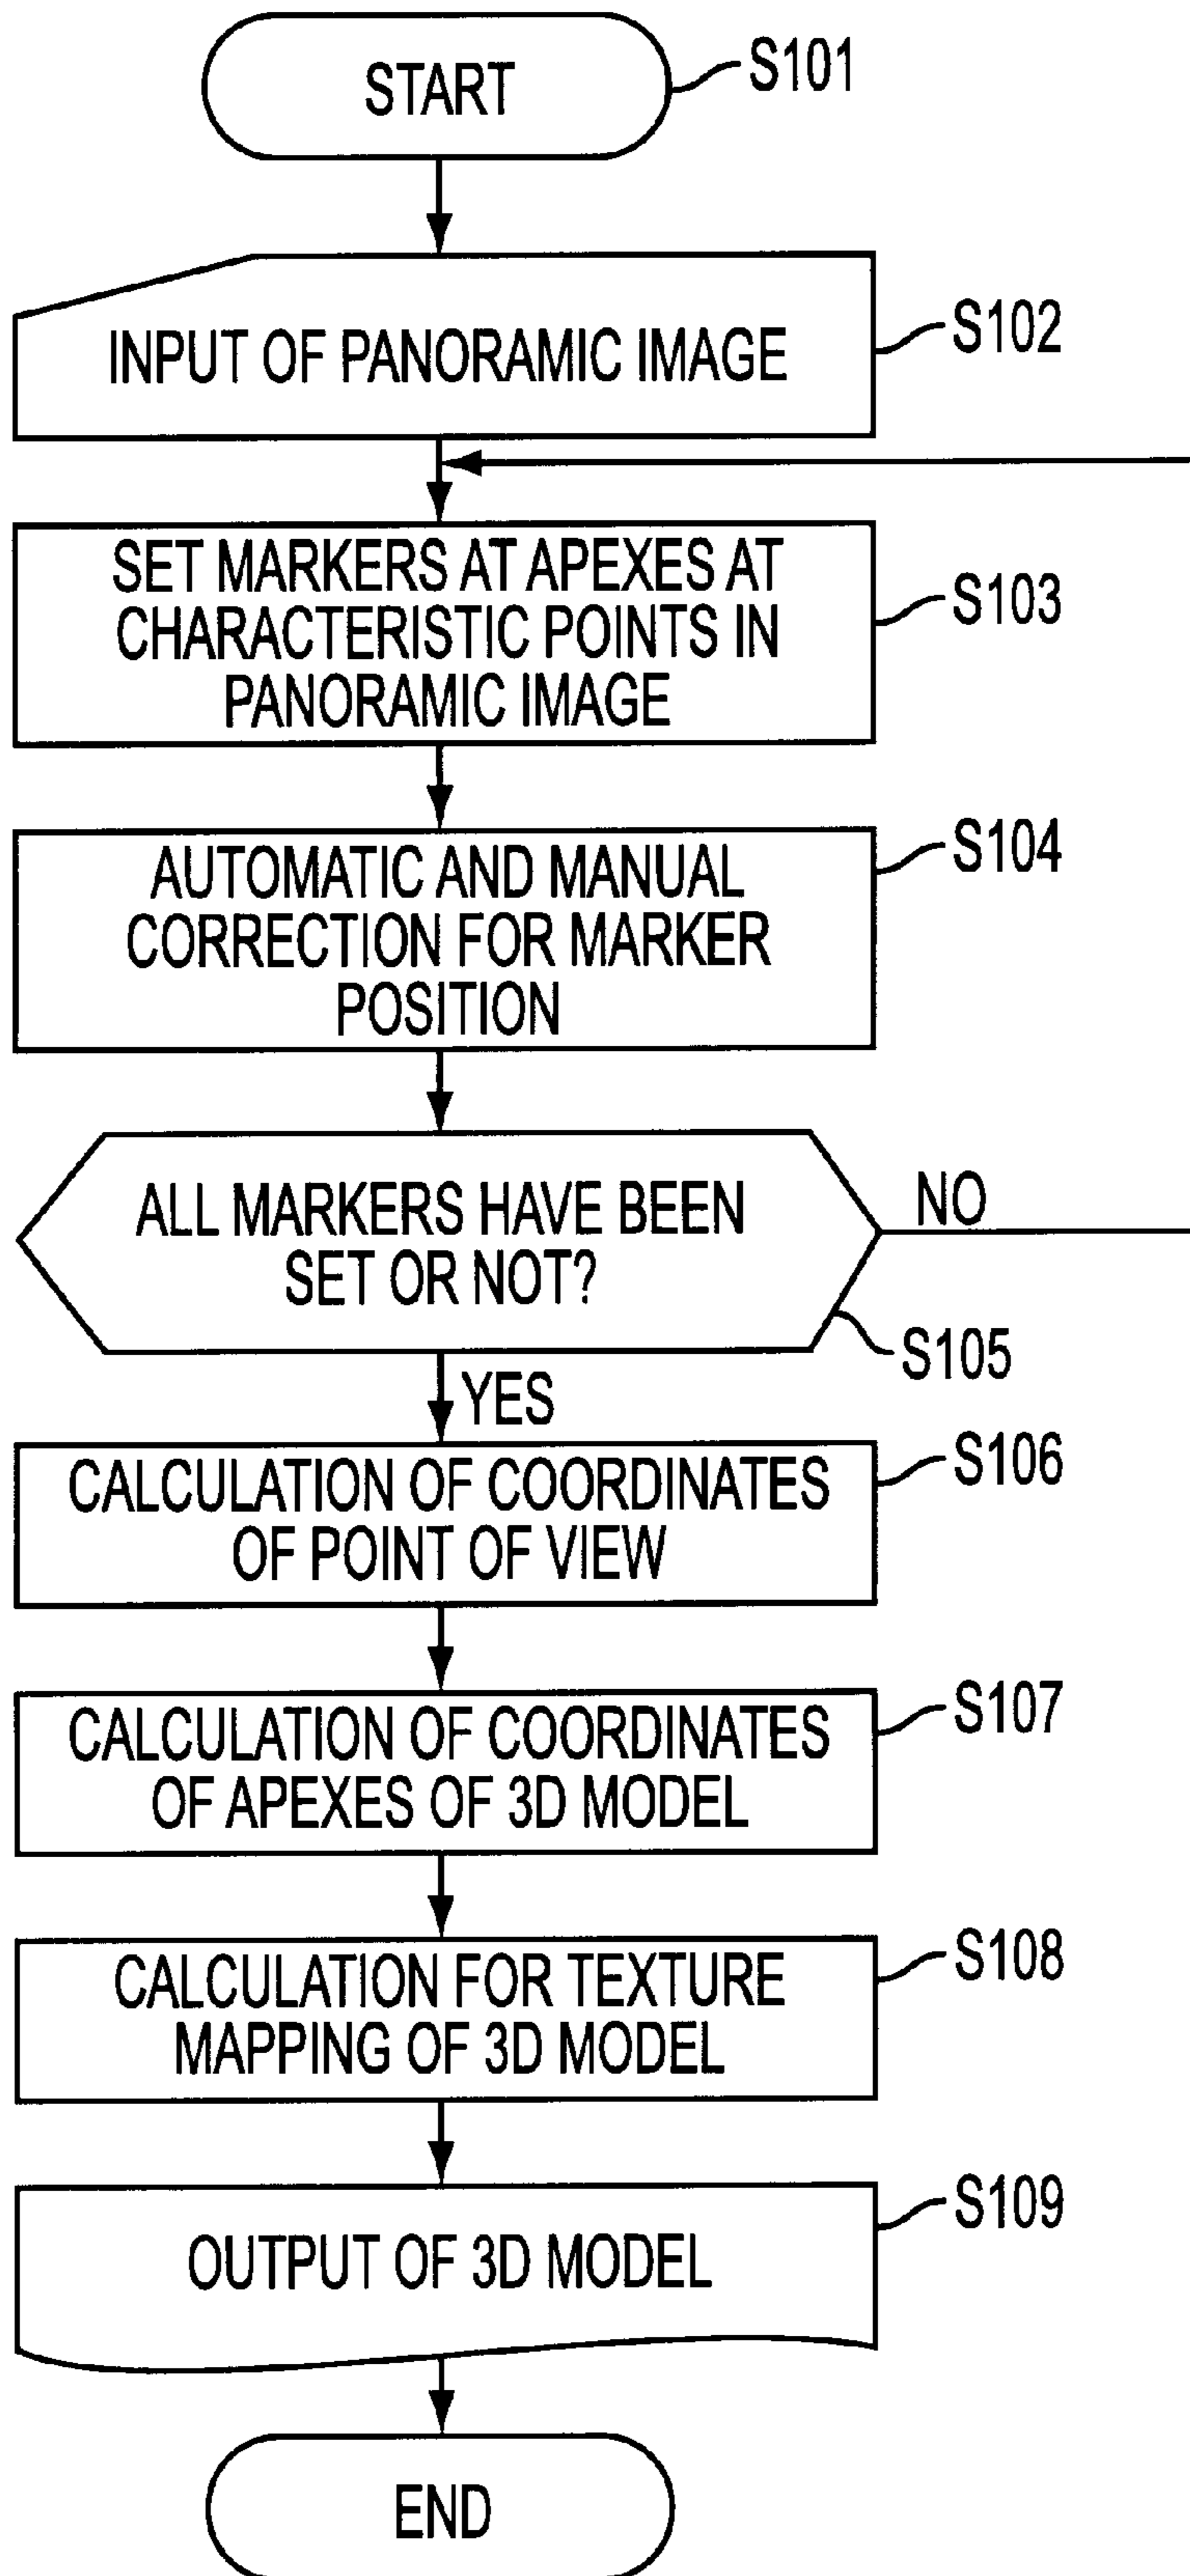 START
S101
INPUT OF PANORAMIC IMAGE
S102
SET MARKERS AT APEXES AT
CHARACTERISTIC POINTS IN
PANORAMIC IMAGE
S103
AUTOMATIC AND MANUAL
CORRECTION FOR MARKER
POSITION
S104
ALL MARKERS HAVE BEEN
SET OR NOT?
NO
S105
YES
CALCULATION OF COORDINATES
OF POINT OF VIEW
S106
CALCULATION OF COORDINATES
OF APEXES OF 3D MODEL
S107
CALCULATION FOR TEXTURE
MAPPING OF 3D MODEL
S108
OUTPUT OF 3D MODEL
S109
END